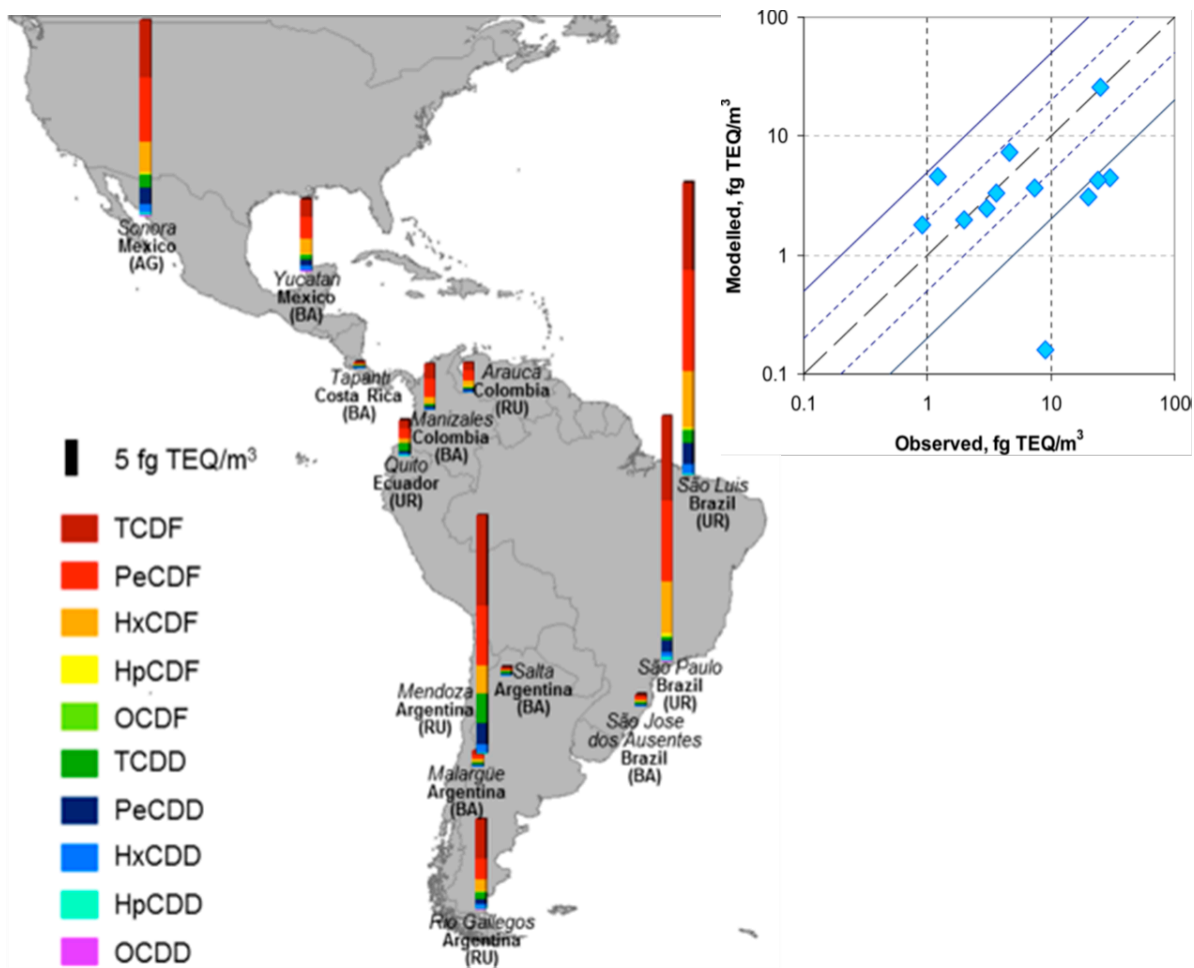 Sonora
Mexico
(AG)
Yucatan
Mexico
(BA)
Tapanti
Costa Rica
(BA)
Arauca
Colombia
(RU)
Manizales
Colombia
(BA)
Quito
Ecuador
(UR)
São Luis
Brazil
(UR)
São Paulo
Brazil
(UR)
Salta
Argentina
(BA)
Mendoza
Argentina
(RU)
São Jose
dos Ausentes
Brazil
(BA)
Malargüe
Argentina
(BA)
Rio Gallegos
Argentina
(RU)
5 fg TEQ/m³
TCDF
PeCDF
HxCDF
HpCDF
OCDF
TCDD
PeCDD
HxCDD
HpCDD
OCDD
Modelled, fg TEQ/m³
100
10
1
0.1
0.1 1 10 100
Observed, fg TEQ/m³